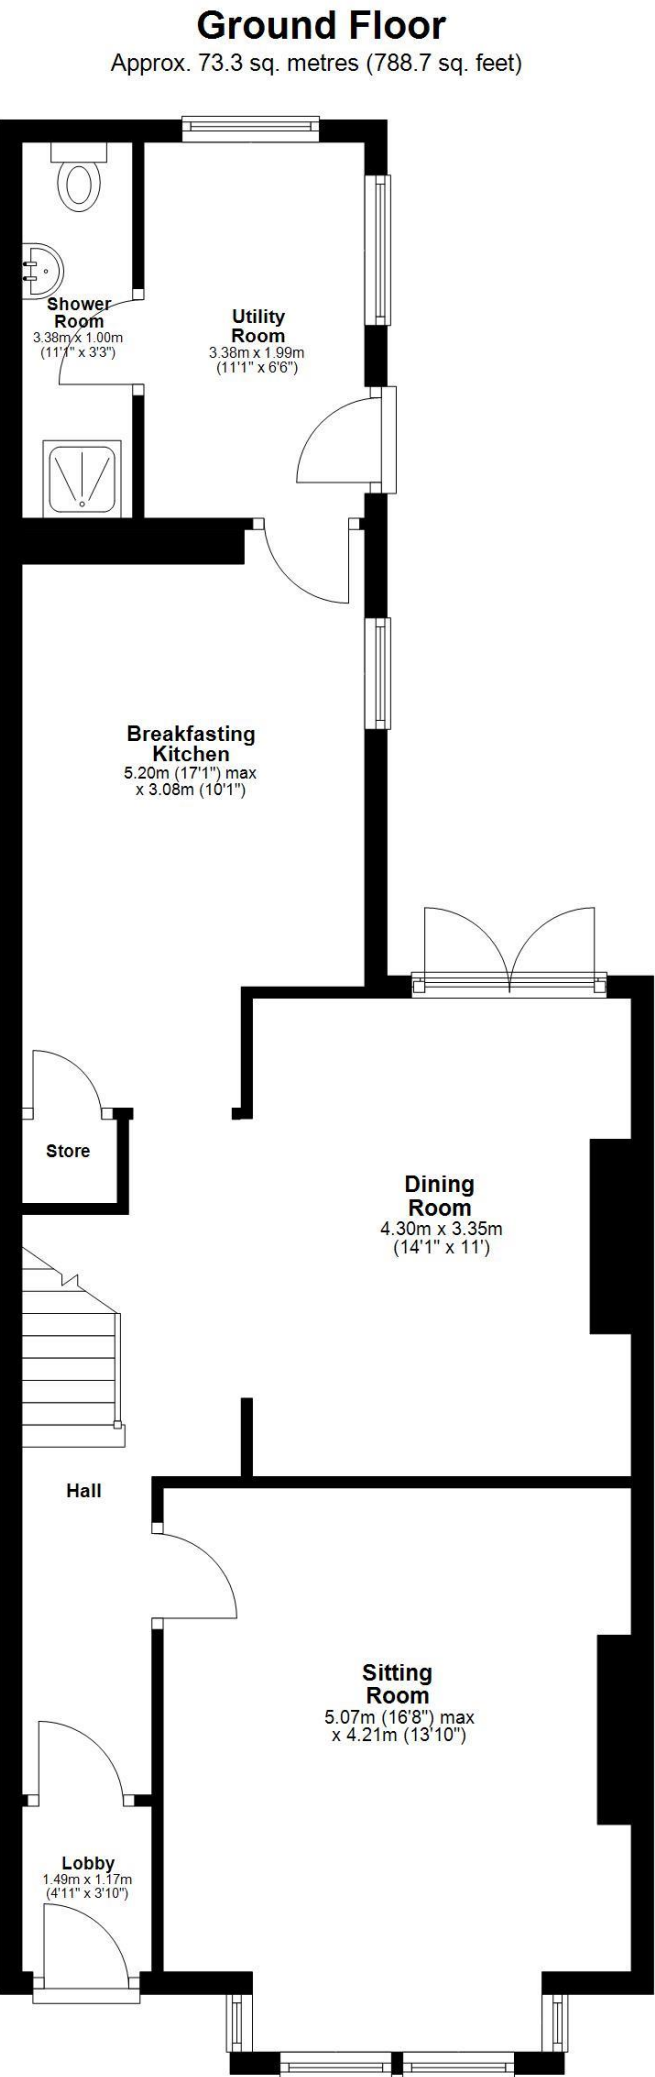 Ground Floor
Approx. 73.3 sq. metres (788.7 sq. feet)
Shower
Room
3.38m x 1.00m
(11'1" x 3'3")
Utility
Room
3.38m x 1.99m
(11'1" x 6'6")
Breakfasting
Kitchen
5.20m (17'1") max
x 3.08m (10'1")
Store
Dining
Room
4.30m x 3.35m
(14'1" x 11')
Hall
Sitting
Room
5.07m (16'8") max
x 4.21m (13'10")
Lobby
1.49m x 1.17m
(4'11" x 3'10")